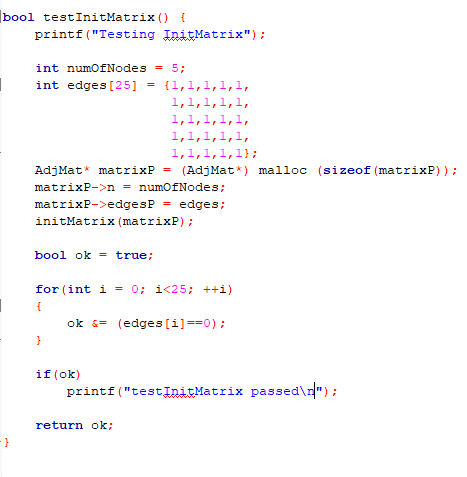 bool testInitMatrix() {
    printf("Testing InitMatrix");

    int numOfNodes = 5;
    int edges[25] = {1,1,1,1,1,
                     1,1,1,1,1,
                     1,1,1,1,1,
                     1,1,1,1,1,
                     1,1,1,1,1};
    AdjMat* matrixP = (AdjMat*) malloc (sizeof(matrixP));
    matrixP->n = numOfNodes;
    matrixP->edgesP = edges;
    initMatrix(matrixP);

    bool ok = true;

    for(int i = 0; i<25; ++i)
    {
        ok &= (edges[i]==0);
    }

    if(ok)
        printf("testInitMatrix passed\n");

    return ok;
}